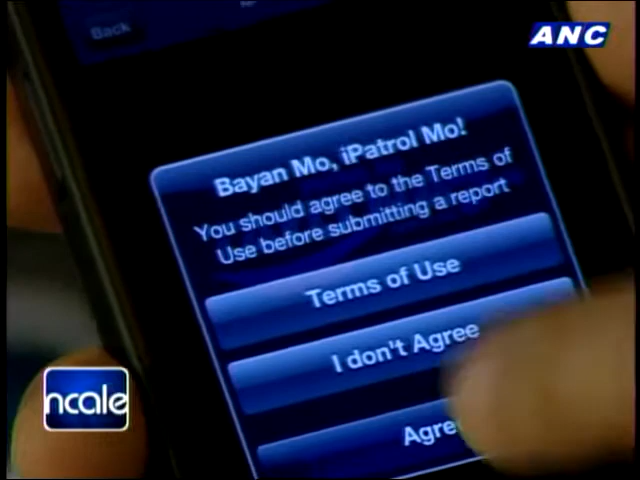 Back
ANC
Bayan Mo, iPatrol Mo!
You should agree to the Terms of
Use before submitting a report
Terms of Use
I don't Agree
Agre
ncale